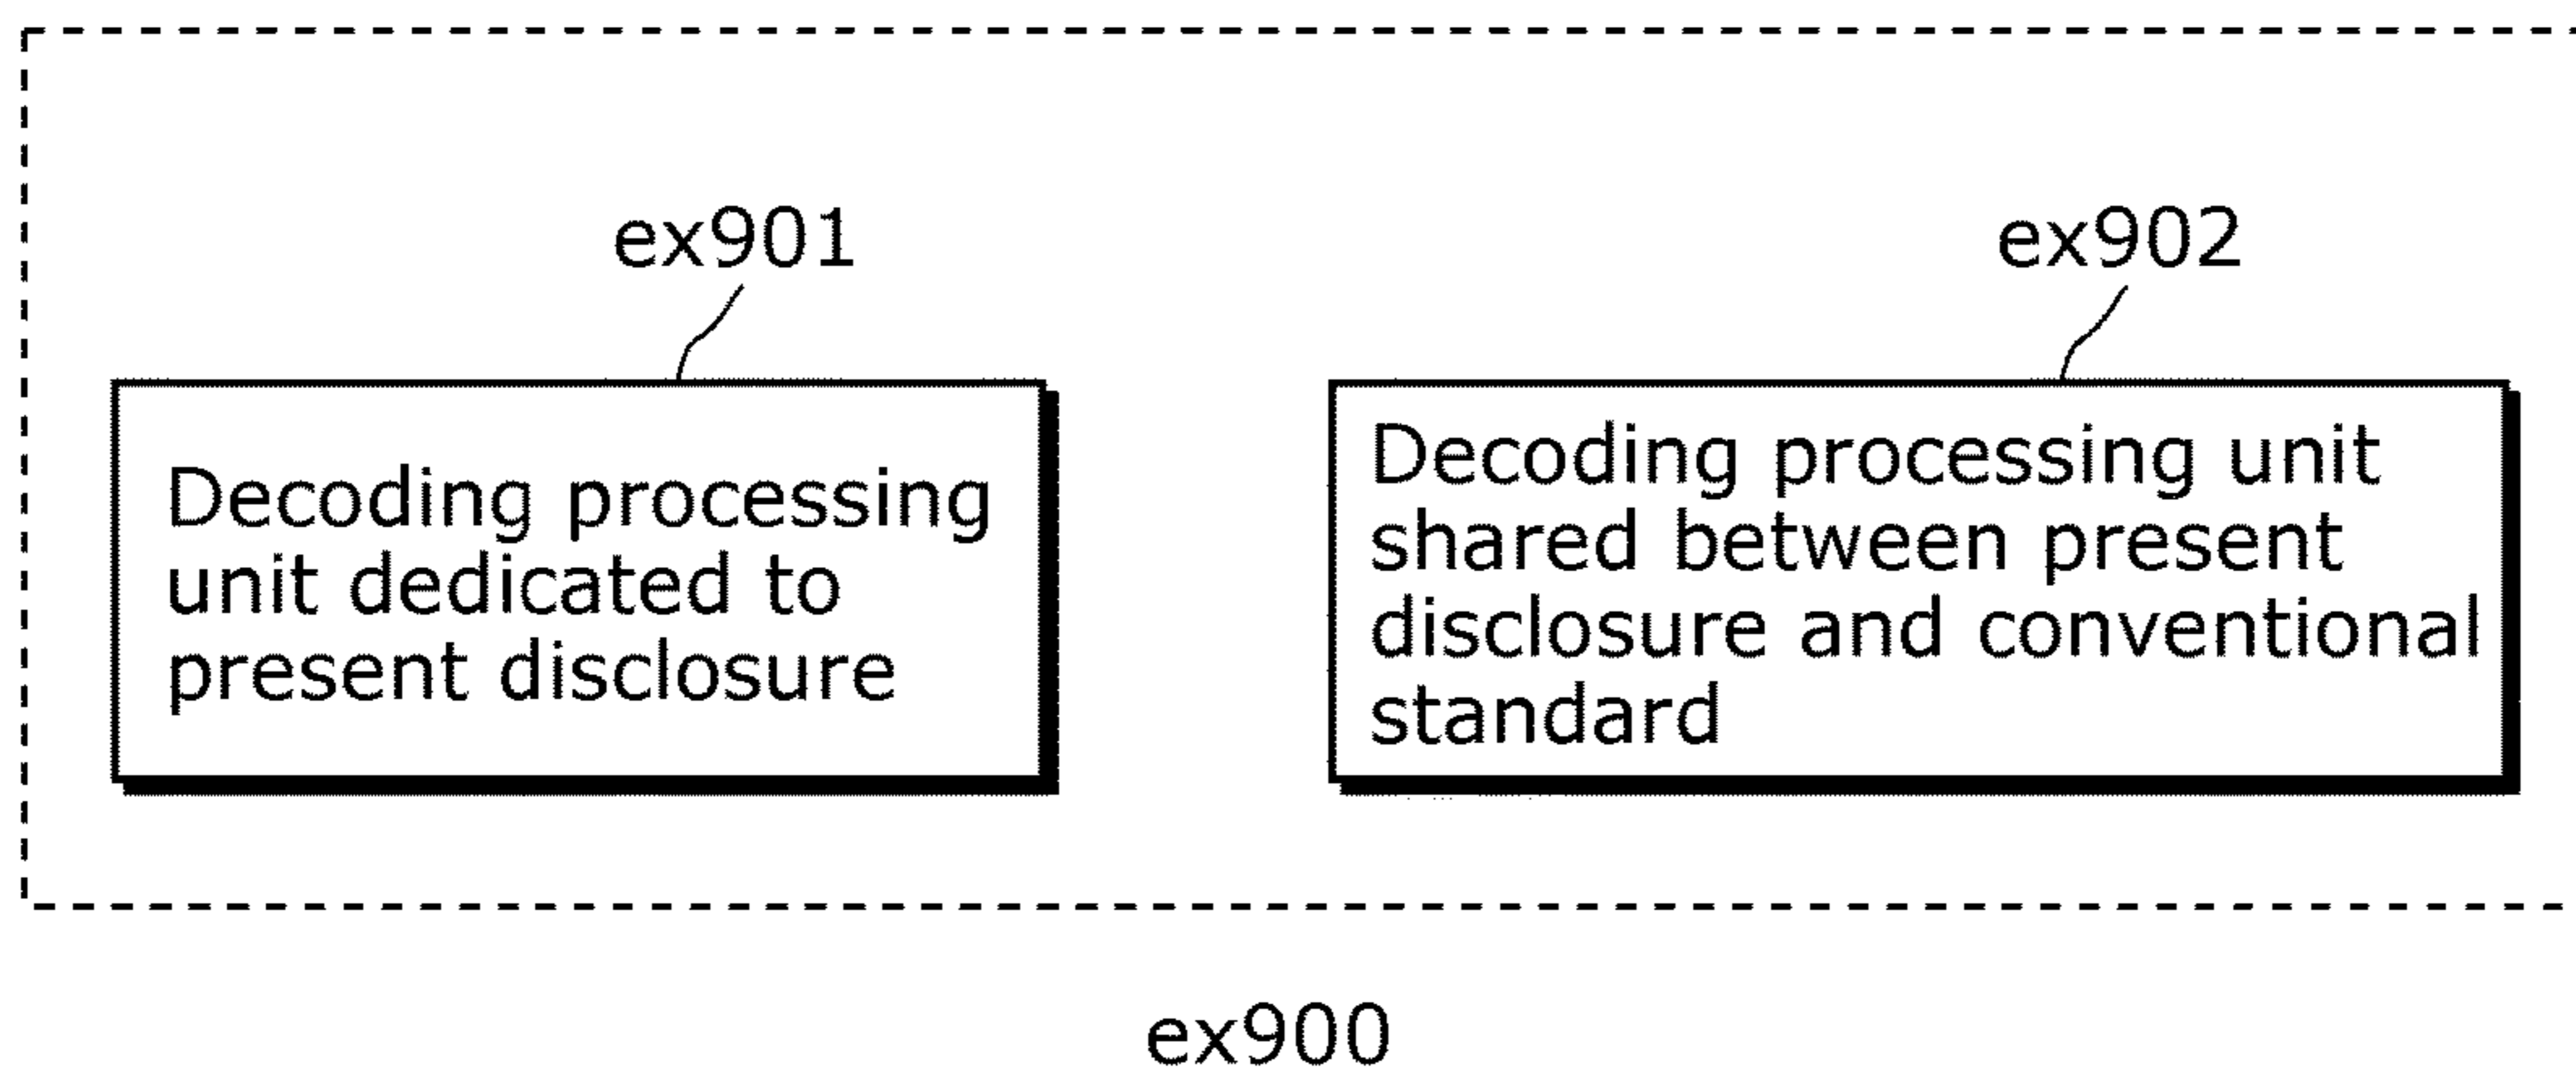 ex901
Decoding processing
unit dedicated to
present disclosure
ex902
Decoding processing unit
shared between present
disclosure and conventional
standard
ex900